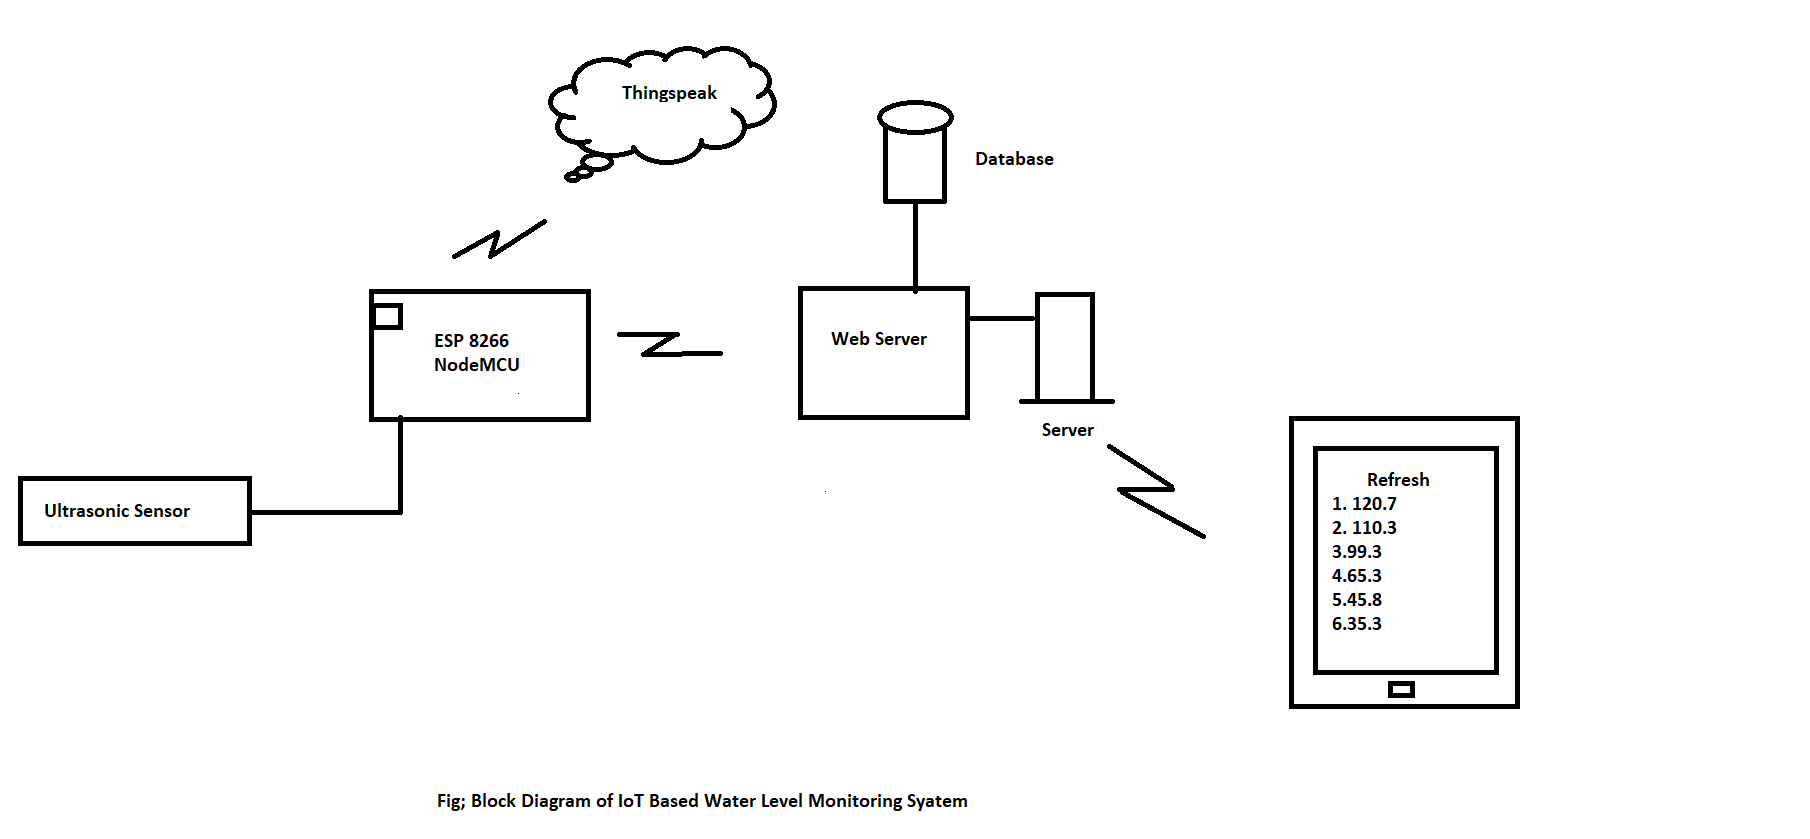 Thingspeak
Database
ESP 8266
NodeMCU
Web Server
Server
Ultrasonic Sensor
Refresh
1. 120.7
2. 110.3
3.99.3
4.65.3
5.45.8
6.35.3
Fig; Block Diagram of IoT Based Water Level Monitoring Syatem